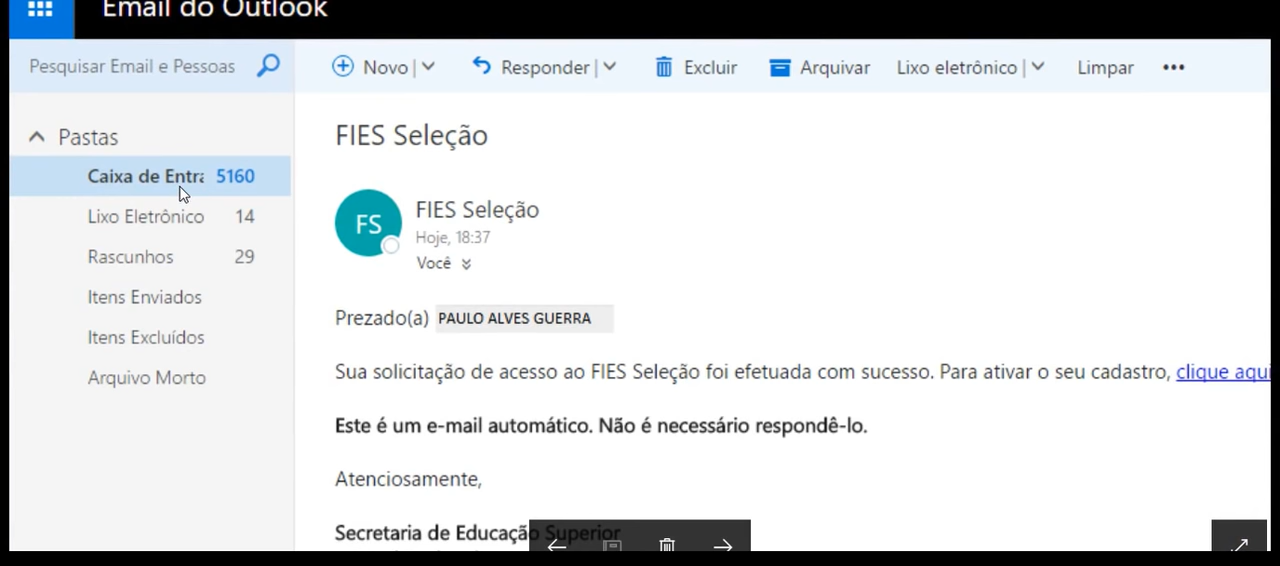 Email do Outlook
Pesquisar Email e Pessoas
Novo | Responder | Excluir Arquivar Lixo eletrônico | Limpar •••
Pastas
Caixa de Entra 5160
Lixo Eletrônico 14
Rascunhos 29
Itens Enviados
Itens Excluídos
Arquivo Morto
FIES Seleção
FS
FIES Seleção
Hoje, 18:37
Você
Prezado(a) PAULO ALVES GUERRA
Sua solicitação de acesso ao FIES Seleção foi efetuada com sucesso. Para ativar o seu cadastro, clique aqui
Este é um e-mail automático. Não é necessário respondê-lo.
Atenciosamente,
Secretaria de Educação Superior